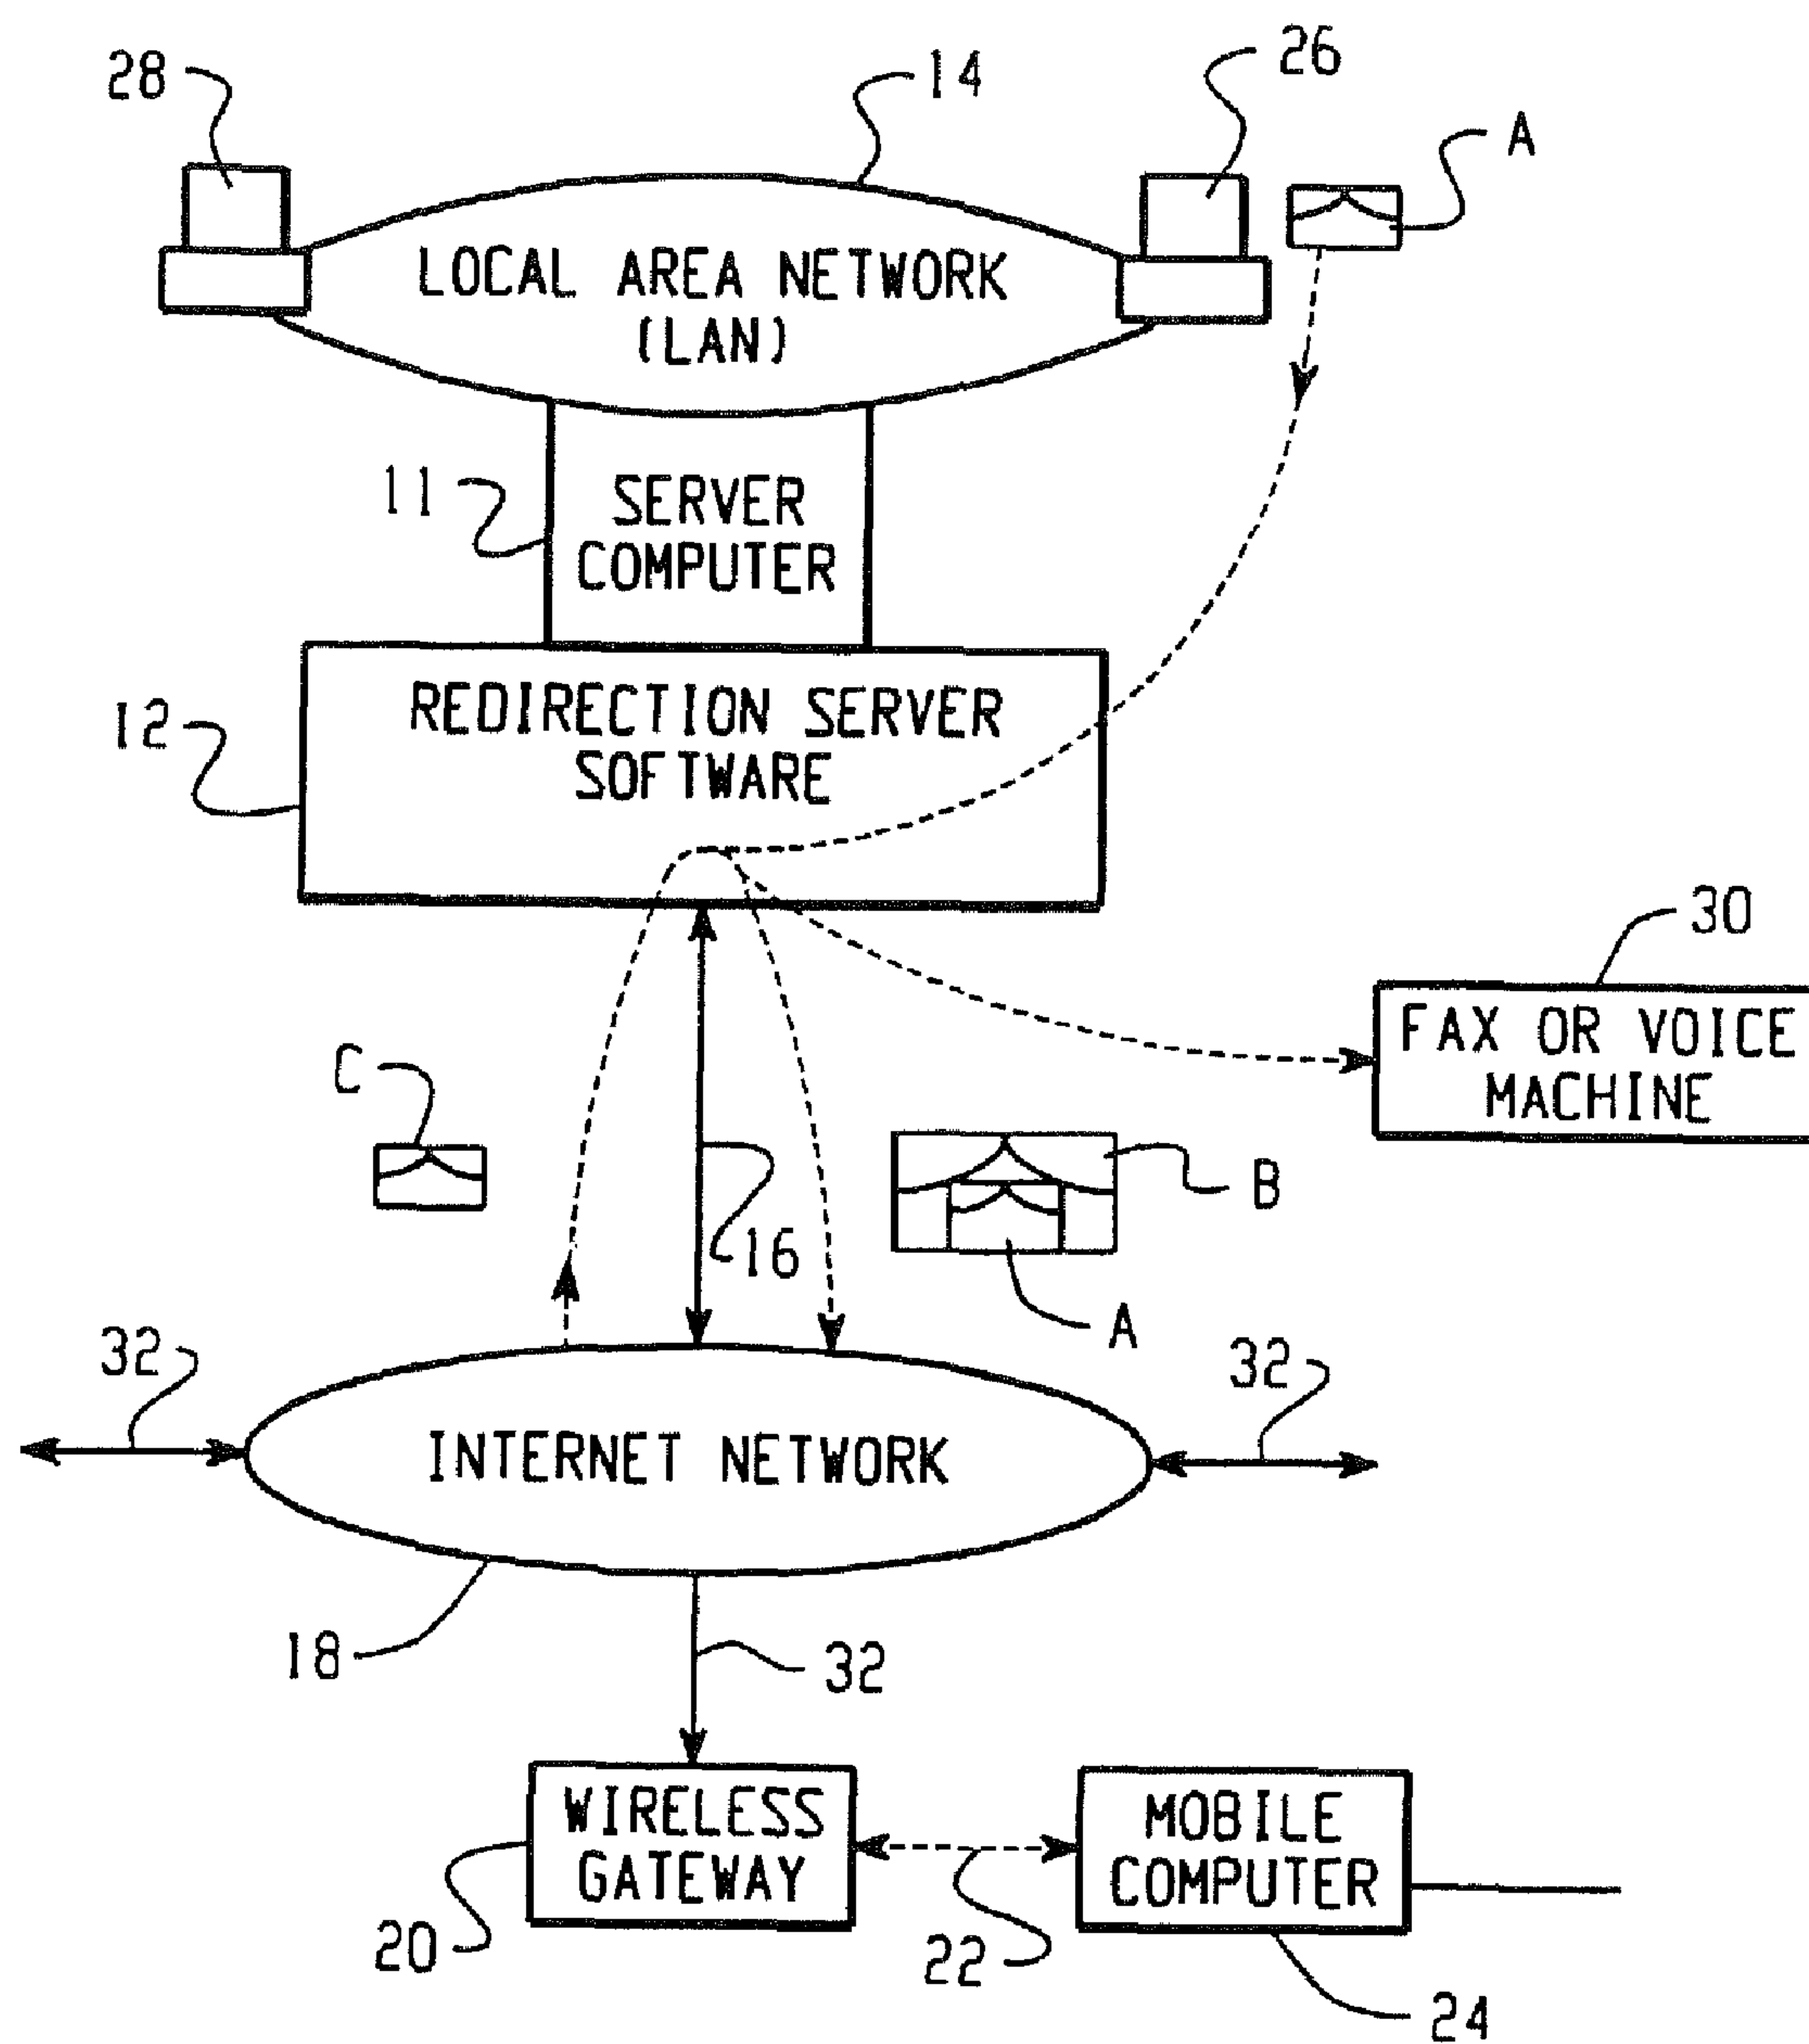 28
14
26
A
LOCAL AREA NETWORK
(LAN)
11
SERVER
COMPUTER
12
REDIRECTION SERVER
SOFTWARE
30
FAX OR VOICE
MACHINE
C
B
16
A
32
32
INTERNET NETWORK
18
32
WIRELESS
GATEWAY
MOBILE
COMPUTER
20
22
24